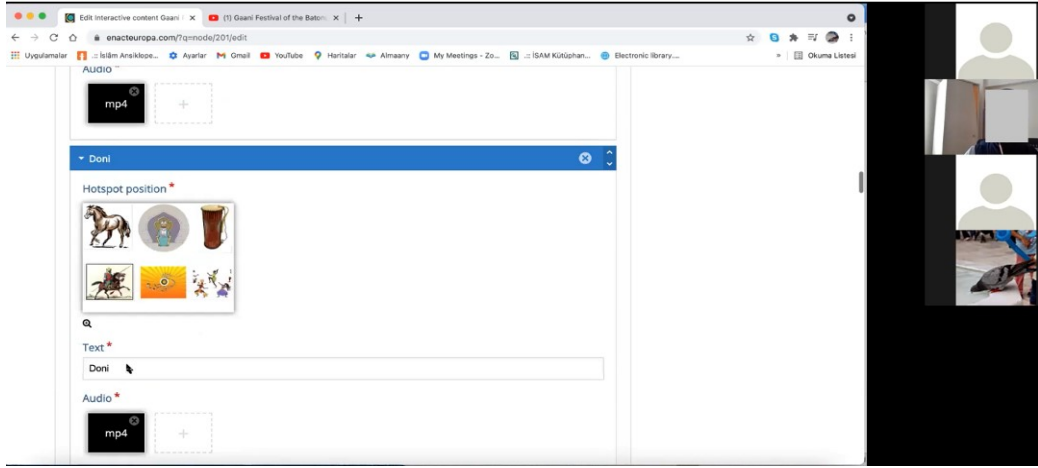 Edit Interactive content Gaani
(1) Gaani Festival of the Baton
enacteuropa.com/?q=node/201/edit
Uygulamalar
.:: İslâm Ansiklope...
Ayarlar
Gmail
YouTube
Haritalar
Almaany
My Meetings - Zo...
.:: İSAM Kütüphan...
Electronic library....
»
Okuma Listesi
Audio *
mp4
+
Doni
Hotspot position *
Text *
Doni
Audio *
mp4
+